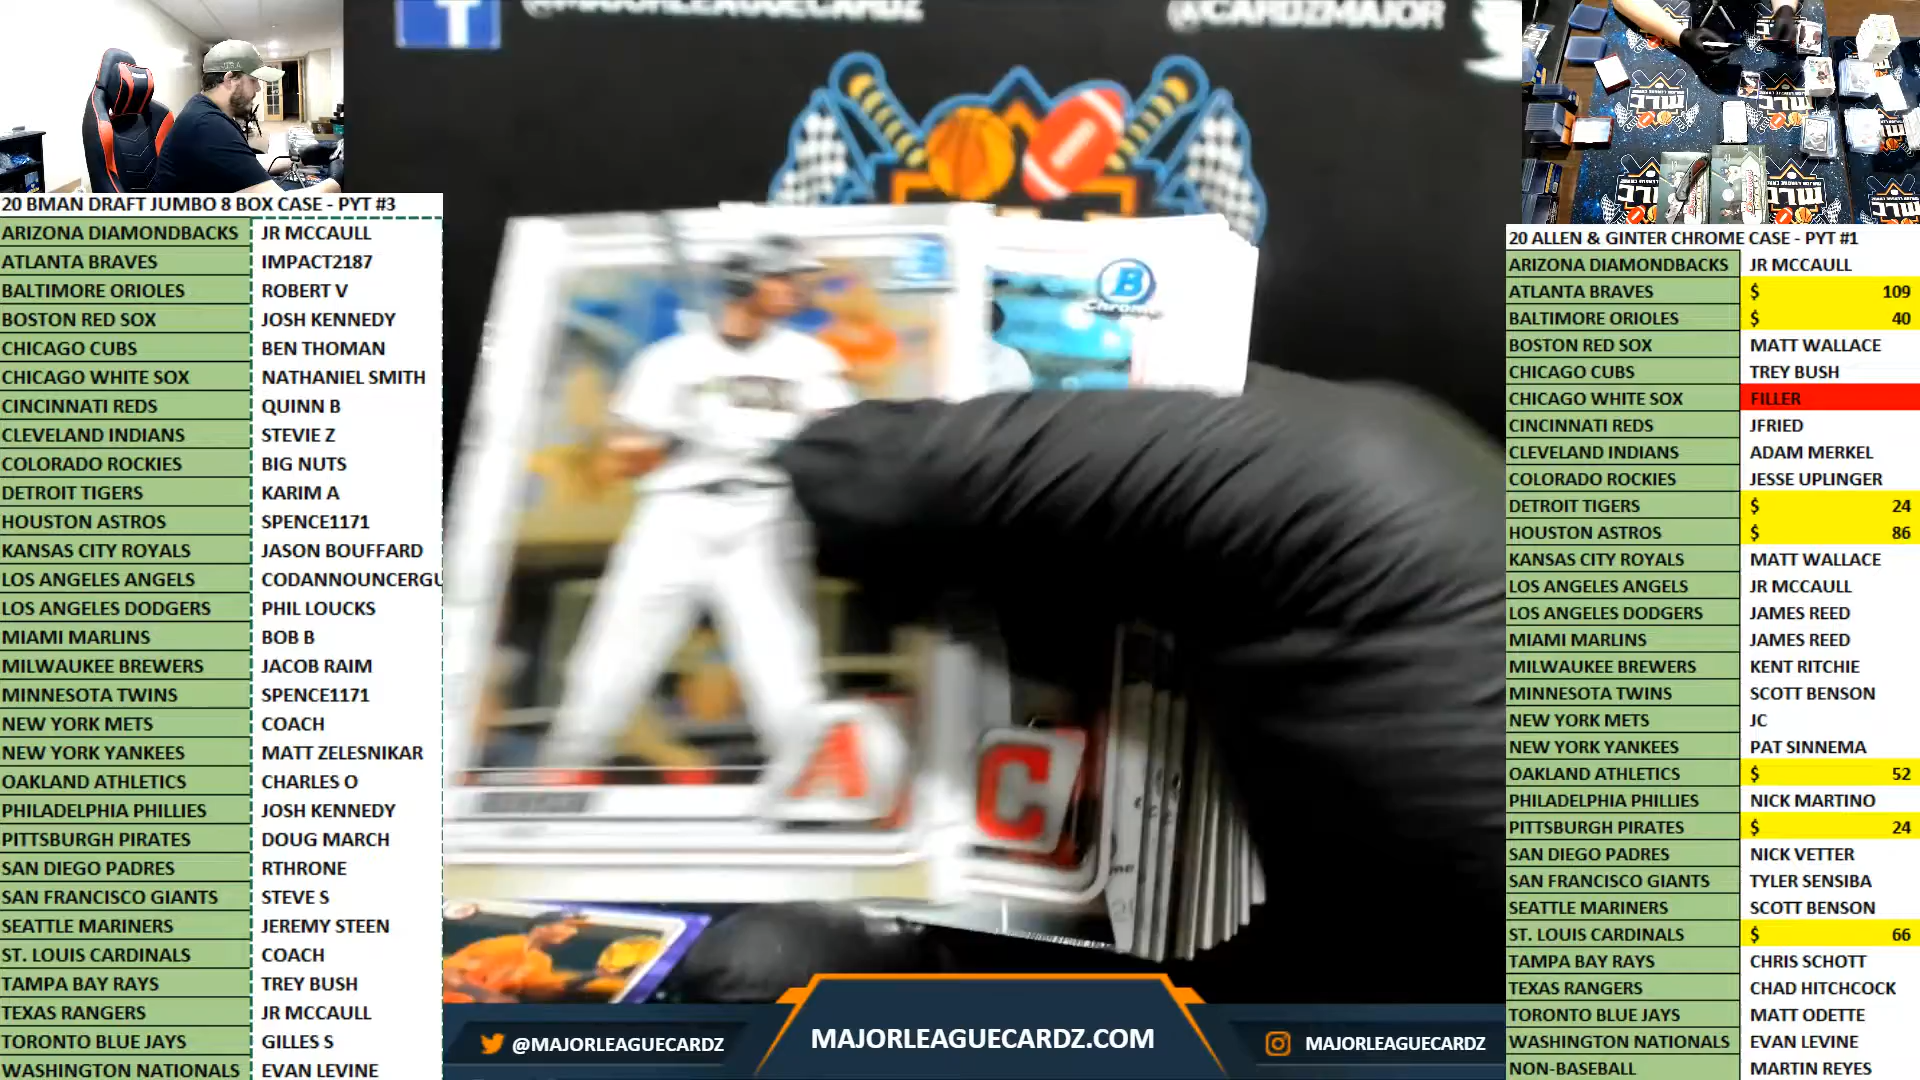 @MAJORLEAGUECARDZ
@CARDZMAJOR
20 BMAN DRAFT JUMBO 8 BOX CASE - PYT #3
ARIZONA DIAMONDBACKS JR MCCAULL
ATLANTA BRAVES IMPACT2187
BALTIMORE ORIOLES ROBERT V
BOSTON RED SOX JOSH KENNEDY
CHICAGO CUBS BEN THOMAN
CHICAGO WHITE SOX NATHANIEL SMITH
CINCINNATI REDS QUINN B
CLEVELAND INDIANS STEVIE Z
COLORADO ROCKIES BIG NUTS
DETROIT TIGERS KARIM A
HOUSTON ASTROS SPENCE1171
KANSAS CITY ROYALS JASON BOUFFARD
LOS ANGELES ANGELS CODANNOUNCERGU
LOS ANGELES DODGERS PHIL LOUCKS
MIAMI MARLINS BOB B
MILWAUKEE BREWERS JACOB RAIM
MINNESOTA TWINS SPENCE1171
NEW YORK METS COACH
NEW YORK YANKEES MATT ZELESNIKAR
OAKLAND ATHLETICS CHARLES O
PHILADELPHIA PHILLIES JOSH KENNEDY
PITTSBURGH PIRATES DOUG MARCH
SAN DIEGO PADRES RTHRONE
SAN FRANCISCO GIANTS STEVE S
SEATTLE MARINERS JEREMY STEEN
ST. LOUIS CARDINALS COACH
TAMPA BAY RAYS TREY BUSH
TEXAS RANGERS JR MCCAULL
TORONTO BLUE JAYS GILLES S
WASHINGTON NATIONALS EVAN LEVINE
B
Chrome
A
C
@MAJORLEAGUECARDZ
MAJORLEAGUECARDZ.COM
MAJORLEAGUECARDZ
20 ALLEN & GINTER CHROME CASE - PYT #1
ARIZONA DIAMONDBACKS JR MCCAULL
ATLANTA BRAVES $ 109
BALTIMORE ORIOLES $ 40
BOSTON RED SOX MATT WALLACE
CHICAGO CUBS TREY BUSH
CHICAGO WHITE SOX FILLER
CINCINNATI REDS JFRIED
CLEVELAND INDIANS ADAM MERKEL
COLORADO ROCKIES JESSE UPLINGER
DETROIT TIGERS $ 24
HOUSTON ASTROS $ 86
KANSAS CITY ROYALS MATT WALLACE
LOS ANGELES ANGELS JR MCCAULL
LOS ANGELES DODGERS JAMES REED
MIAMI MARLINS JAMES REED
MILWAUKEE BREWERS KENT RITCHIE
MINNESOTA TWINS SCOTT BENSON
NEW YORK METS JC
NEW YORK YANKEES PAT SINNEMA
OAKLAND ATHLETICS $ 52
PHILADELPHIA PHILLIES NICK MARTINO
PITTSBURGH PIRATES $ 24
SAN DIEGO PADRES NICK VETTER
SAN FRANCISCO GIANTS TYLER SENSIBA
SEATTLE MARINERS SCOTT BENSON
ST. LOUIS CARDINALS $ 66
TAMPA BAY RAYS CHRIS SCHOTT
TEXAS RANGERS CHAD HITCHCOCK
TORONTO BLUE JAYS MATT ODETTE
WASHINGTON NATIONALS EVAN LEVINE
NON-BASEBALL MARTIN REYES